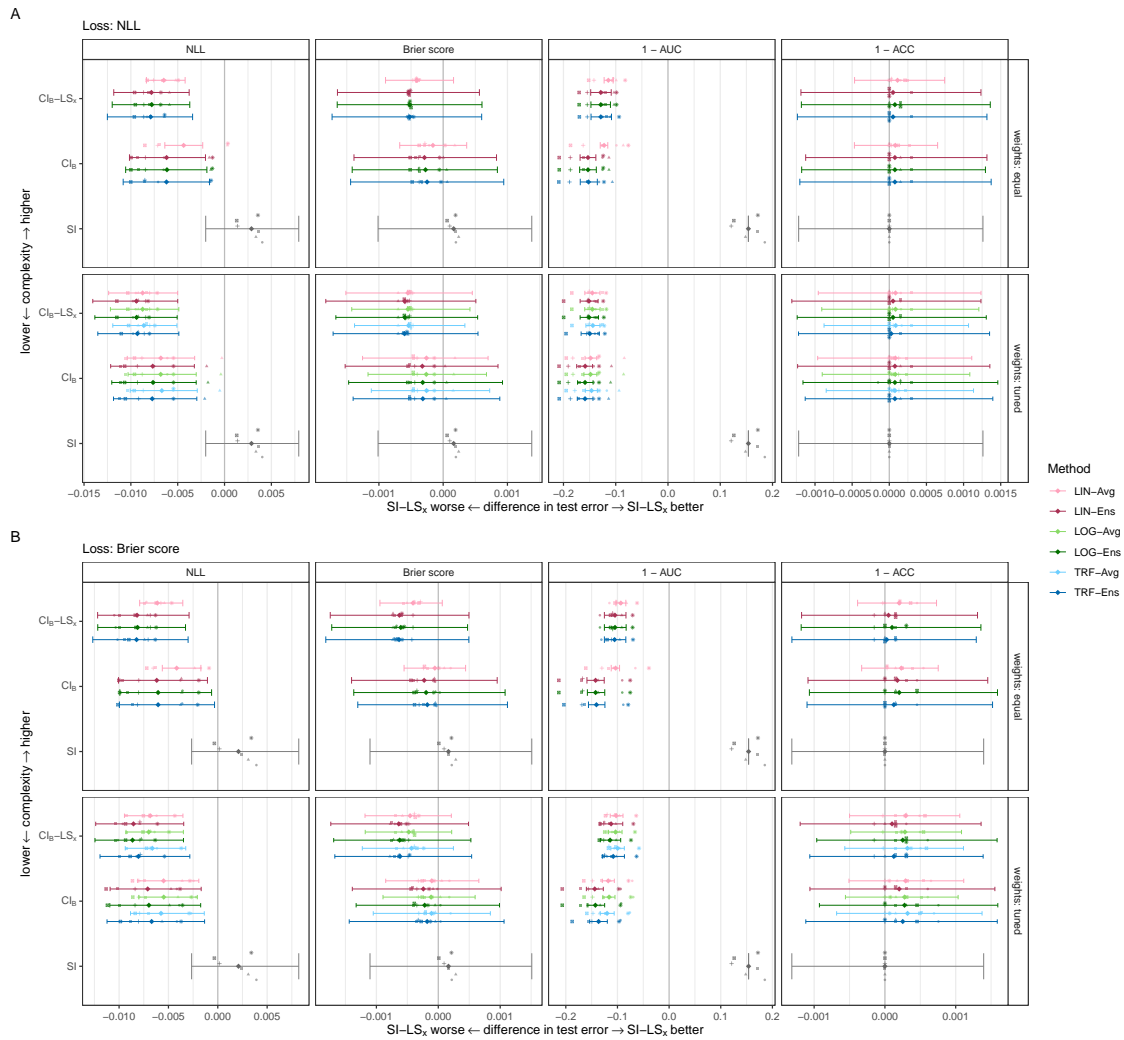 A
Loss: NLL
NLL
Brier score
1 − AUC
1 − ACC
CI_B−LS_x
CI_B
SI
weights: equal
CI_B−LS_x
CI_B
SI
weights: tuned
lower ← complexity → higher
−0.015 −0.010 −0.005 0.000 0.005
−0.001 0.000 0.001
−0.2 −0.1 0.0 0.1 0.2
−0.0010 −0.0005 0.0000 0.0005 0.0010 0.0015
SI−LS_x worse ← difference in test error → SI−LS_x better
Method
LIN−Avg
LIN−Ens
LOG−Avg
LOG−Ens
TRF−Avg
TRF−Ens
B
Loss: Brier score
NLL
Brier score
1 − AUC
1 − ACC
CI_B−LS_x
CI_B
SI
weights: equal
CI_B−LS_x
CI_B
SI
weights: tuned
lower ← complexity → higher
−0.010 −0.005 0.000 0.005
−0.001 0.000 0.001
−0.2 −0.1 0.0 0.1 0.2
−0.001 0.000 0.001
SI−LS_x worse ← difference in test error → SI−LS_x better